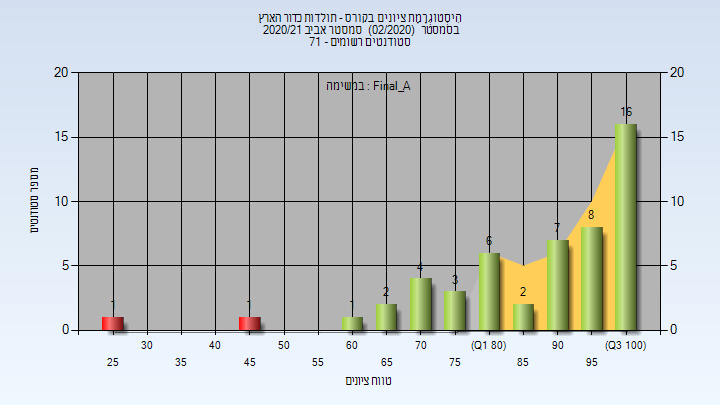 היסטוגרמת ציונים בקורס - תולדות כדור הארץ
בסמסטר (02/2020) סמסטר אביב 2020/21
סטודנטים רשומים - 71
במשימה : Final_A
20 20
15 15
10 10
5 5
0 0
מספר סטודנטים
1 1 1 2 4 3 6 2 7 8 16
30 40 50 60 70 (Q1 80) 90 (Q3 100)
25 35 45 55 65 75 85 95
טווח ציונים